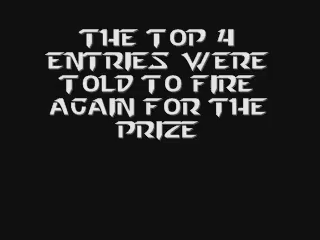 THE TOP 4
ENTRIES WERE
TOLD TO FIRE
AGAIN FOR THE
PRIZE